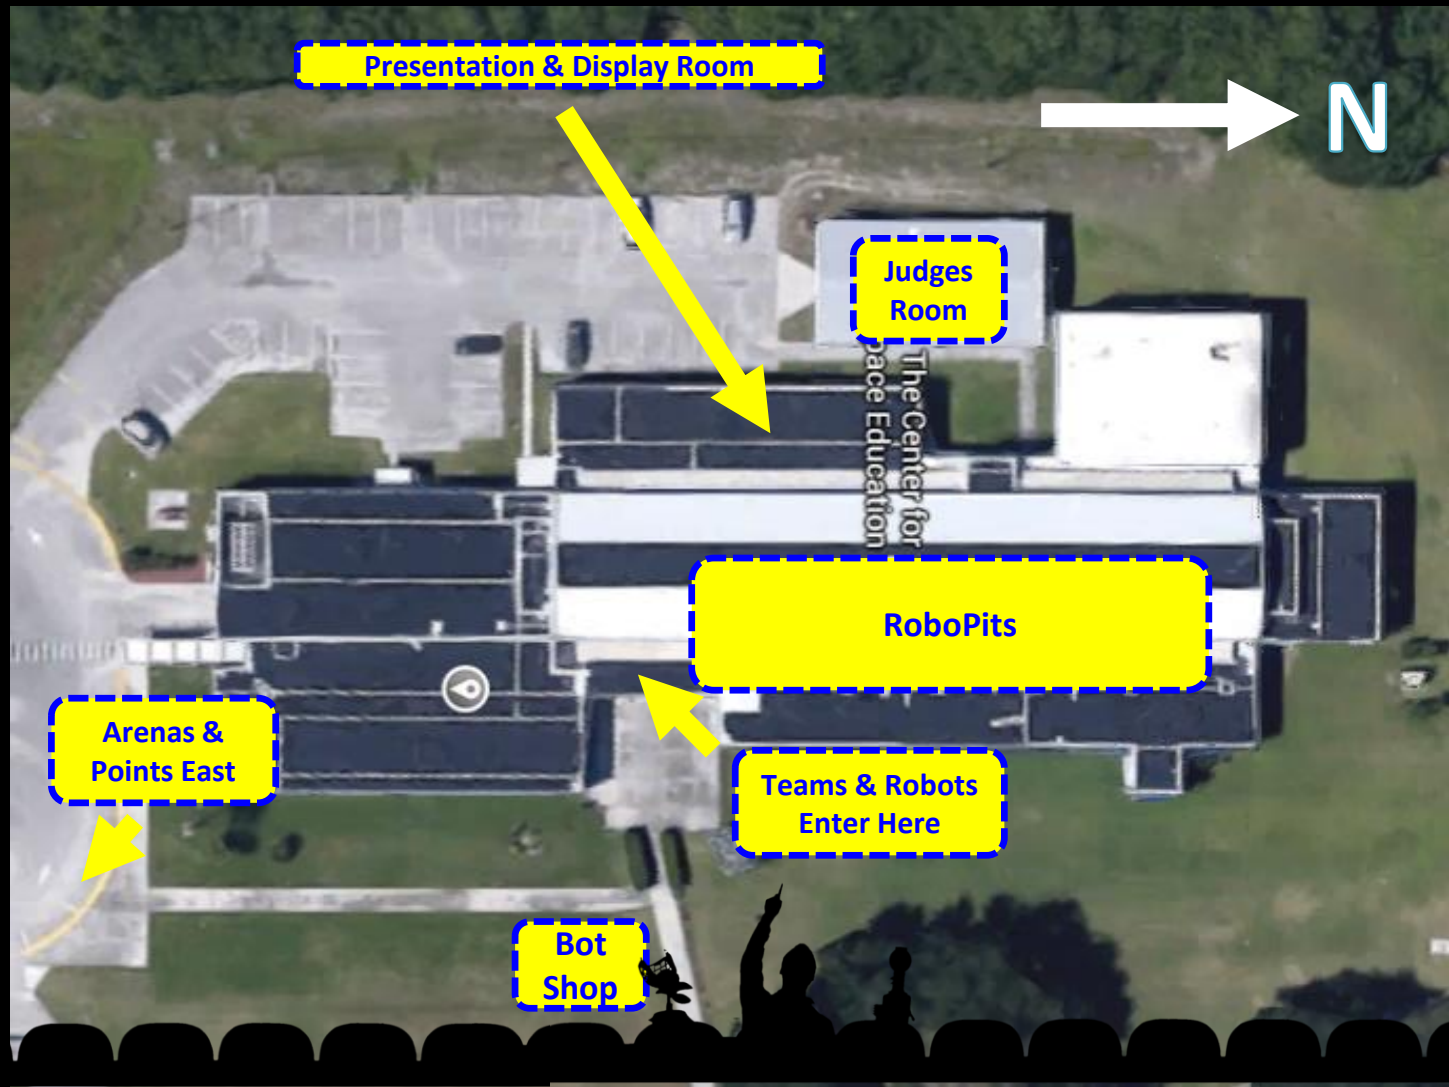 Presentation & Display Room
N
Judges
Room
The Center for
pace Education
RoboPits
Arenas &
Points East
Teams & Robots
Enter Here
Bot
Shop